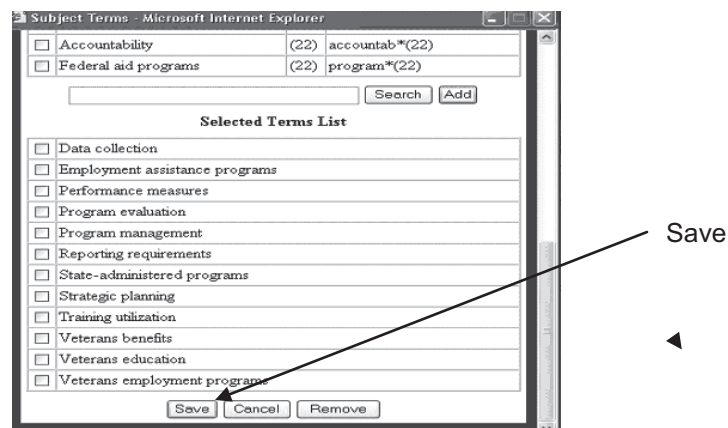 Subject Terms - Microsoft Internet Explorer
Accountability (22) accountab*(22)
Federal aid programs (22) program*(22)
Search Add
Selected Terms List
Data collection
Employment assistance programs
Performance measures
Program evaluation
Program management
Reporting requirements
State-administered programs
Strategic planning
Training utilization
Veterans benefits
Veterans education
Veterans employment programs
Save Cancel Remove
Save